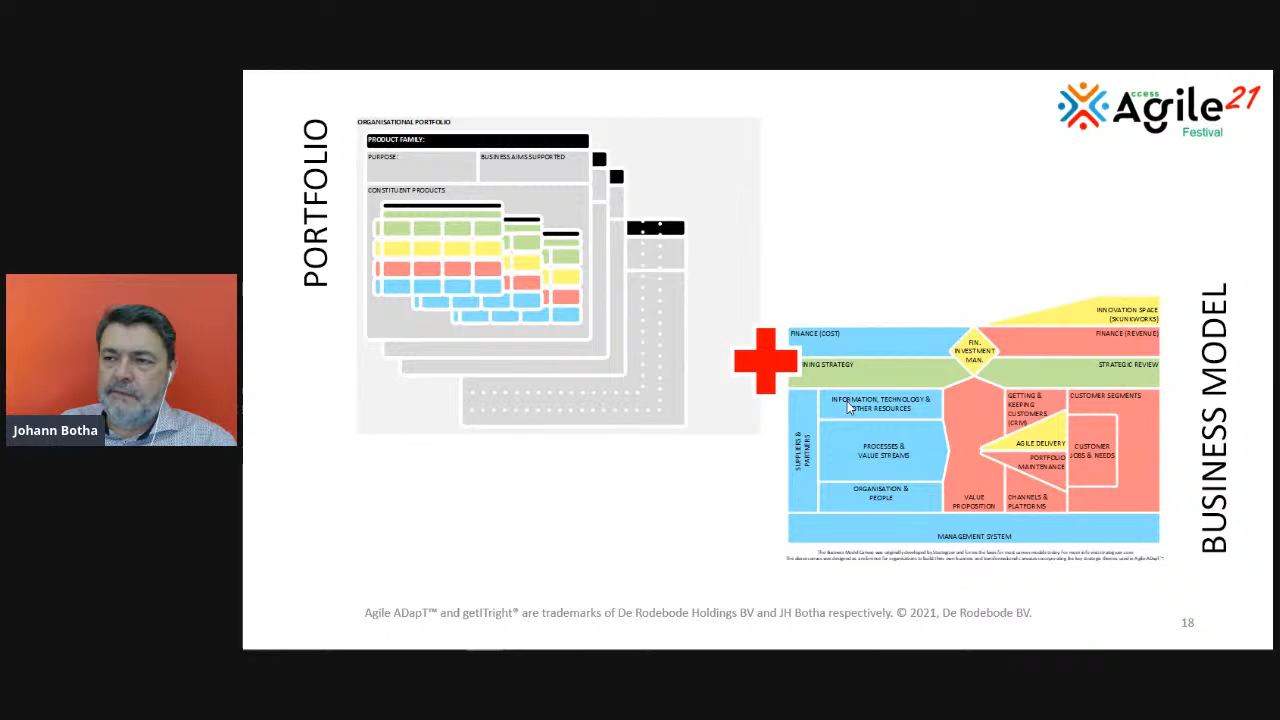 ccess
Agile 21
Festival
PORTFOLIO
ORGANISATIONAL PORTFOLIO
PRODUCT FAMILY:
PURPOSE:
BUSINESS AIMS SUPPORTED
CONSTITUENT PRODUCTS
Johann Botha
BUSINESS MODEL
INNOVATION SPACE
(SKUNKWORKS)
FINANCE (COST)
FINANCE (REVENUE)
FIN.
INVESTMENT
MAN.
NING STRATEGY
STRATEGIC REVIEW
SUPPLIERS &
PARTNERS
INFORMATION, TECHNOLOGY &
OTHER RESOURCES
PROCESSES &
VALUE STREAMS
ORGANISATION &
PEOPLE
VALUE
PROPOSITION
GETTING &
KEEPING
CUSTOMERS
(CRM)
AGILE DELIVERY
PORTFOLIO
MAINTENANCE
CHANNELS &
PLATFORMS
CUSTOMER SEGMENTS
CUSTOMER
JOBS & NEEDS
MANAGEMENT SYSTEM
Agile ADapT™ and getITright® are trademarks of De Rodebode Holdings BV and JH Botha respectively. © 2021, De Rodebode BV.
18